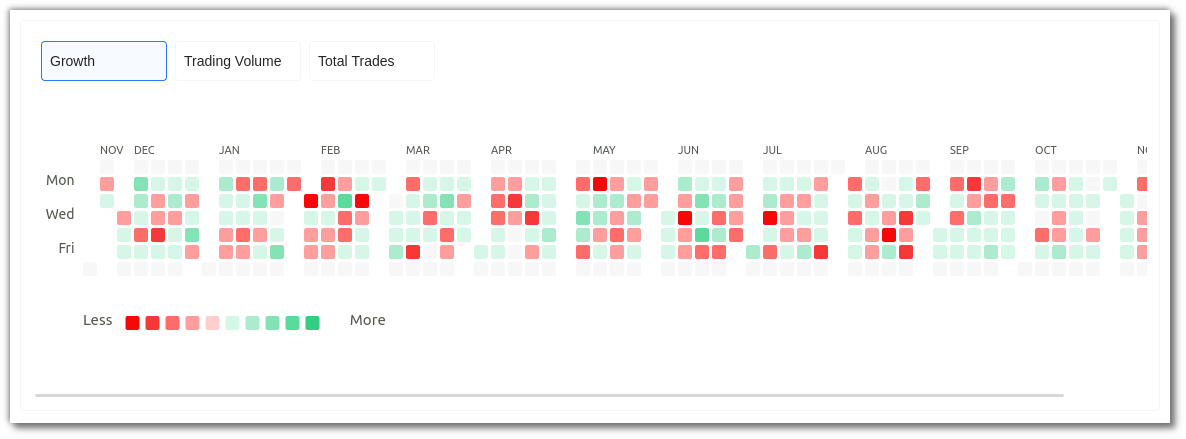 Growth Trading Volume Total Trades
NOV DEC JAN FEB MAR APR MAY JUN JUL AUG SEP OCT
Mon
Wed
Fri
Less More